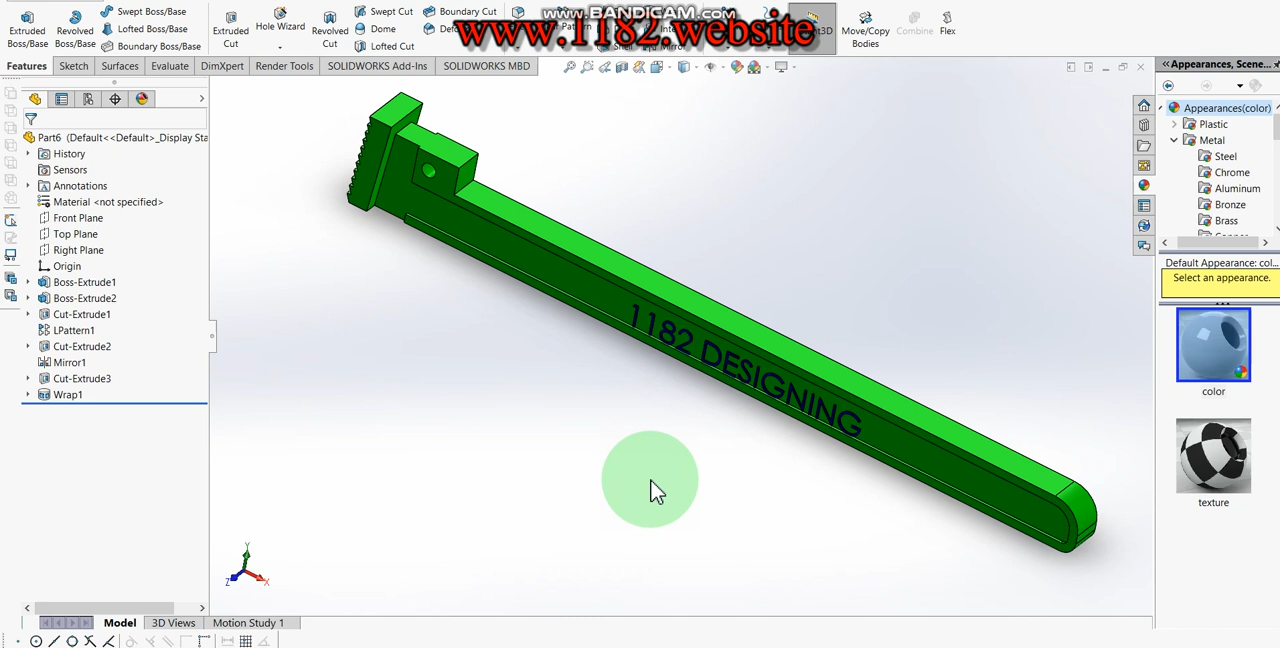 www.BANDICAM.com
www.1182.website
Extruded Boss/Base
Revolved Boss/Base
Swept Boss/Base
Lofted Boss/Base
Boundary Boss/Base
Extruded Cut
Hole Wizard
Revolved Cut
Swept Cut
Dome
Lofted Cut
Boundary Cut
Move/Copy Bodies
Combine
Flex
Features
Sketch
Surfaces
Evaluate
DimXpert
Render Tools
SOLIDWORKS Add-Ins
SOLIDWORKS MBD
Part6 (Default<<Default>_Display Sta
History
Sensors
Annotations
Material <not specified>
Front Plane
Top Plane
Right Plane
Origin
Boss-Extrude1
Boss-Extrude2
Cut-Extrude1
LPattern1
Cut-Extrude2
Mirror1
Cut-Extrude3
Wrap1
1182 DESIGNING
Y
Z
X
Appearances, Scene...
Appearances(color)
Plastic
Metal
Steel
Chrome
Aluminum
Bronze
Brass
Default Appearance: col...
Select an appearance.
color
texture
Model
3D Views
Motion Study 1